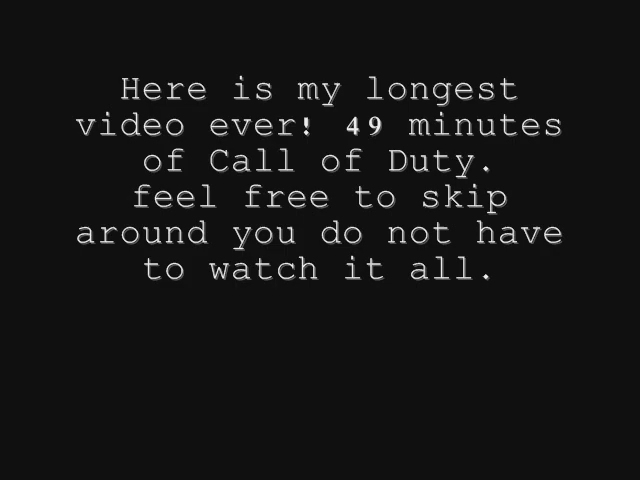 Here is my longest
video ever! 49 minutes
of Call of Duty.
feel free to skip
around you do not have
to watch it all.